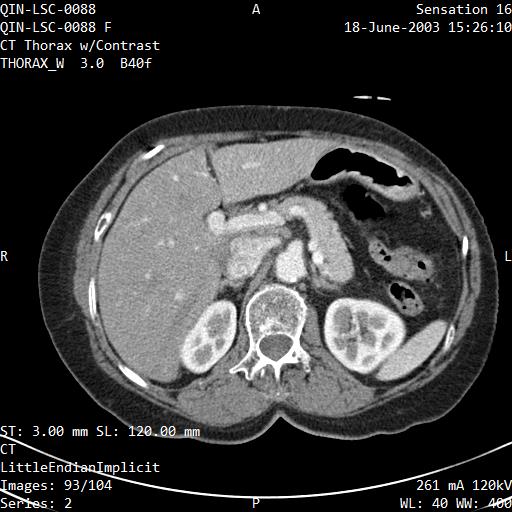 QIN-LSC-0088
A
Sensation 16
QIN-LSC-0088 F
18-June-2003 15:26:10
CT Thorax w/Contrast
THORAX_W 3.0 B40f
R
L
ST: 3.00 mm SL: 120.00 mm
CT
LittleEndianImplicit
Images: 93/104
261 mA 120kV
Series: 2
P
WL: 40 WW: 400